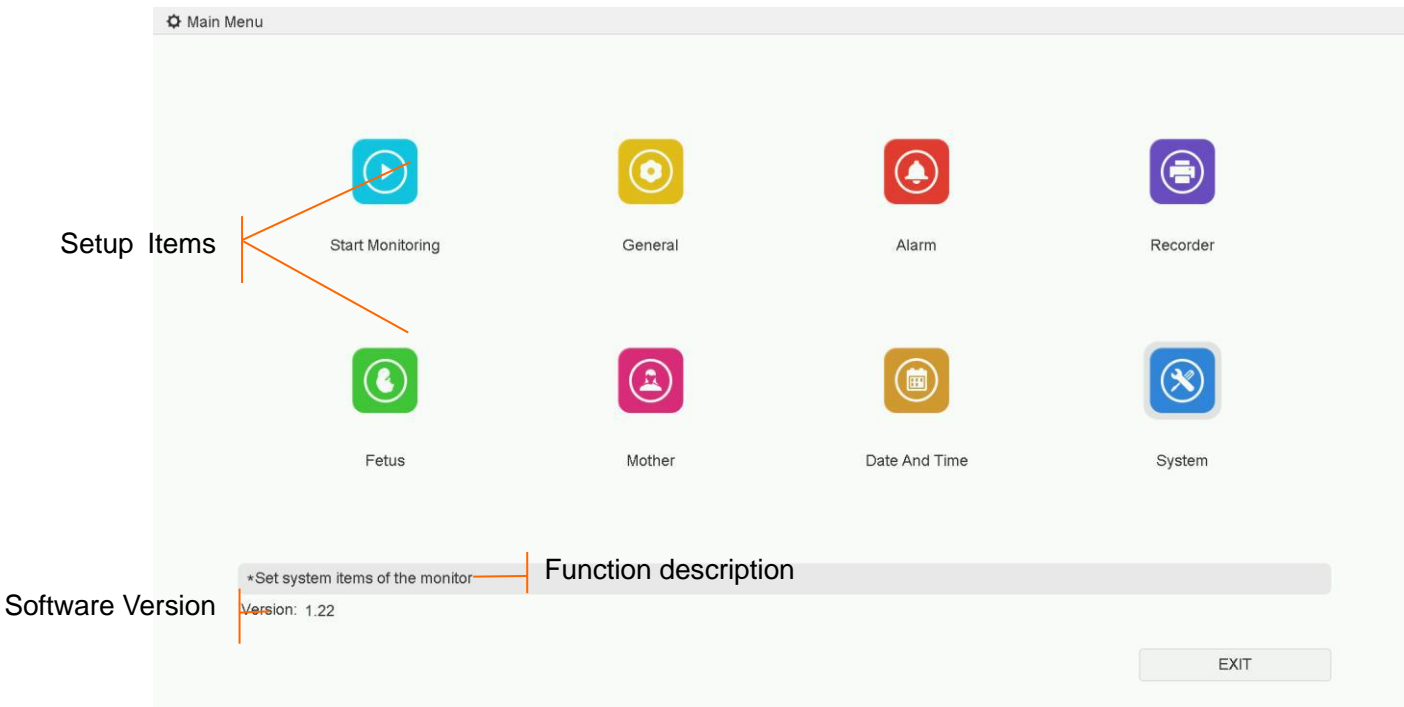 Main Menu
Setup Items
Start Monitoring
General
Alarm
Recorder
Fetus
Mother
Date And Time
System
*Set system items of the monitor
Function description
Software Version
Version: 1.22
EXIT